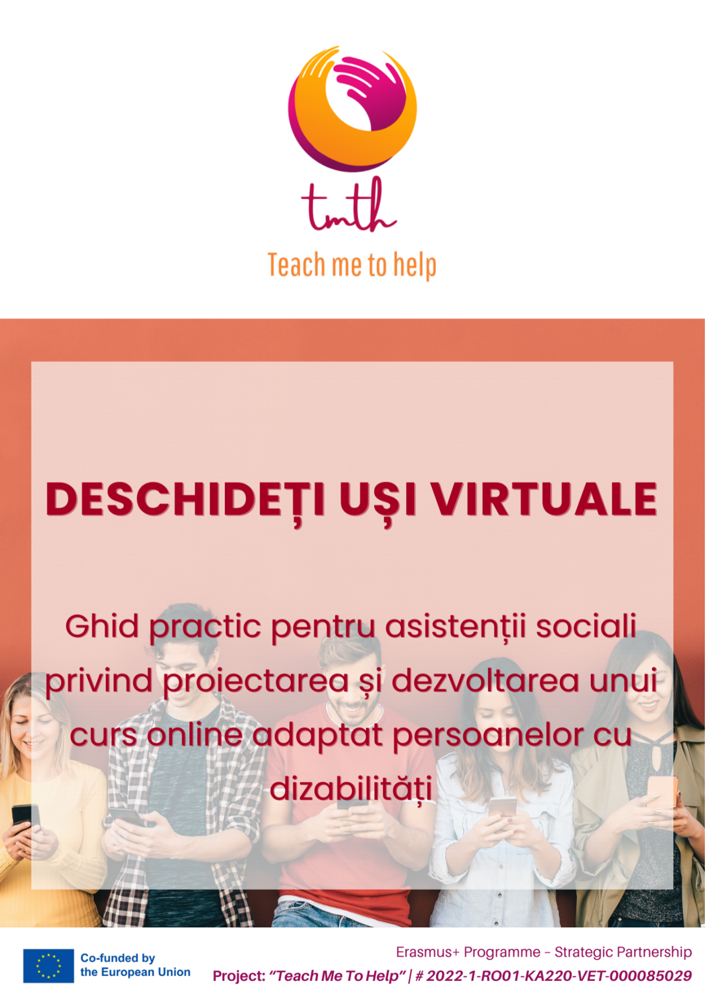 tmth
Teach me to help
DESCHIDEȚI UȘI VIRTUALE
Ghid practic pentru asistenții sociali
privind proiectarea și dezvoltarea unui
curs online adaptat persoanelor cu
dizabilități
Co-funded by
the European Union
Erasmus+ Programme – Strategic Partnership
Project: “Teach Me To Help” | # 2022-1-RO01-KA220-VET-000085029